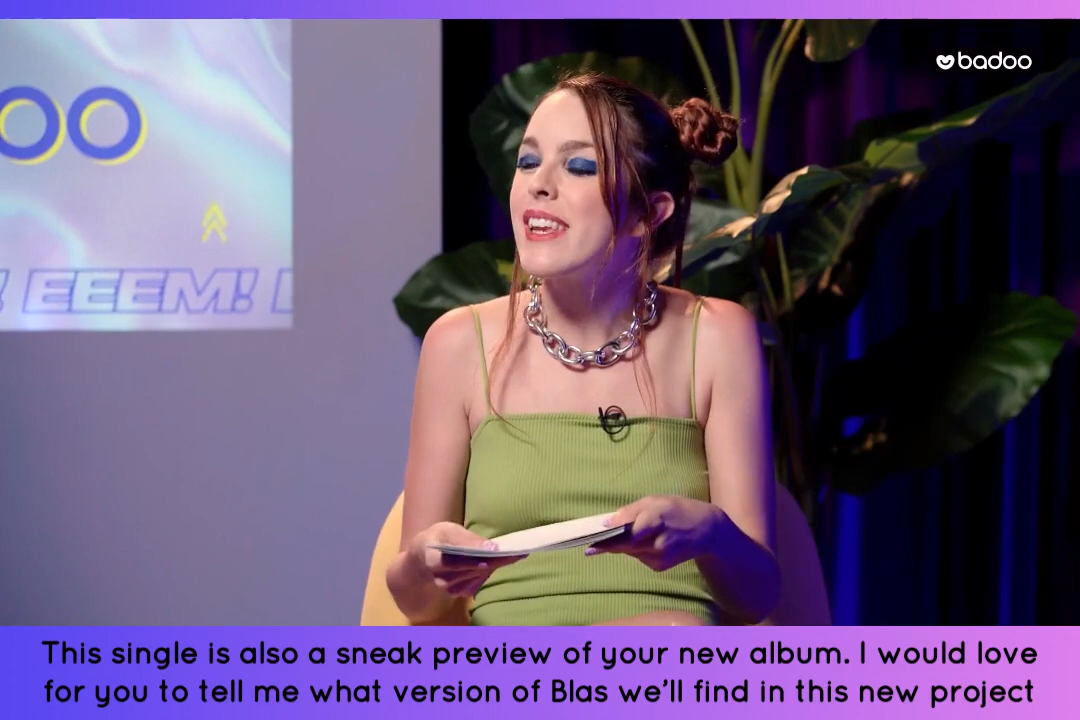 badoo
OO
! EEEM!
This single is also a sneak preview of your new album. I would love
for you to tell me what version of Blas we'll find in this new project